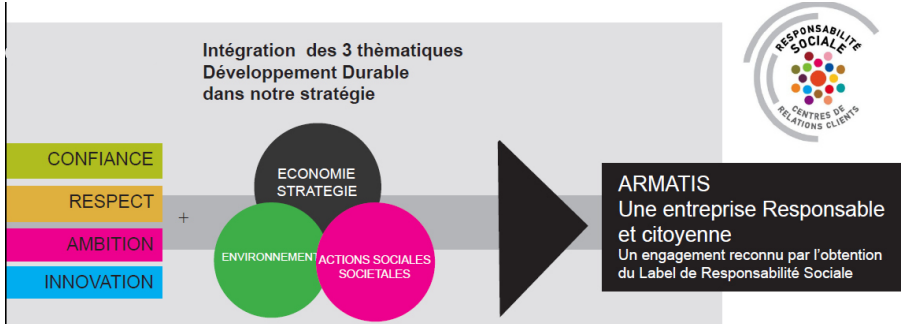 Intégration des 3 thèmatiques
Développement Durable
dans notre stratégie
RESPONSABILITÉ
SOCIALE
CENTRES DE
RELATIONS CLIENTS
CONFIANCE
RESPECT
AMBITION
INNOVATION
+
ECONOMIE
STRATEGIE
ENVIRONNEMENT
ACTIONS SOCIALES
SOCIETALES
ARMATIS
Une entreprise Responsable
et citoyenne
Un engagement reconnu par l'obtention
du Label de Responsabilité Sociale